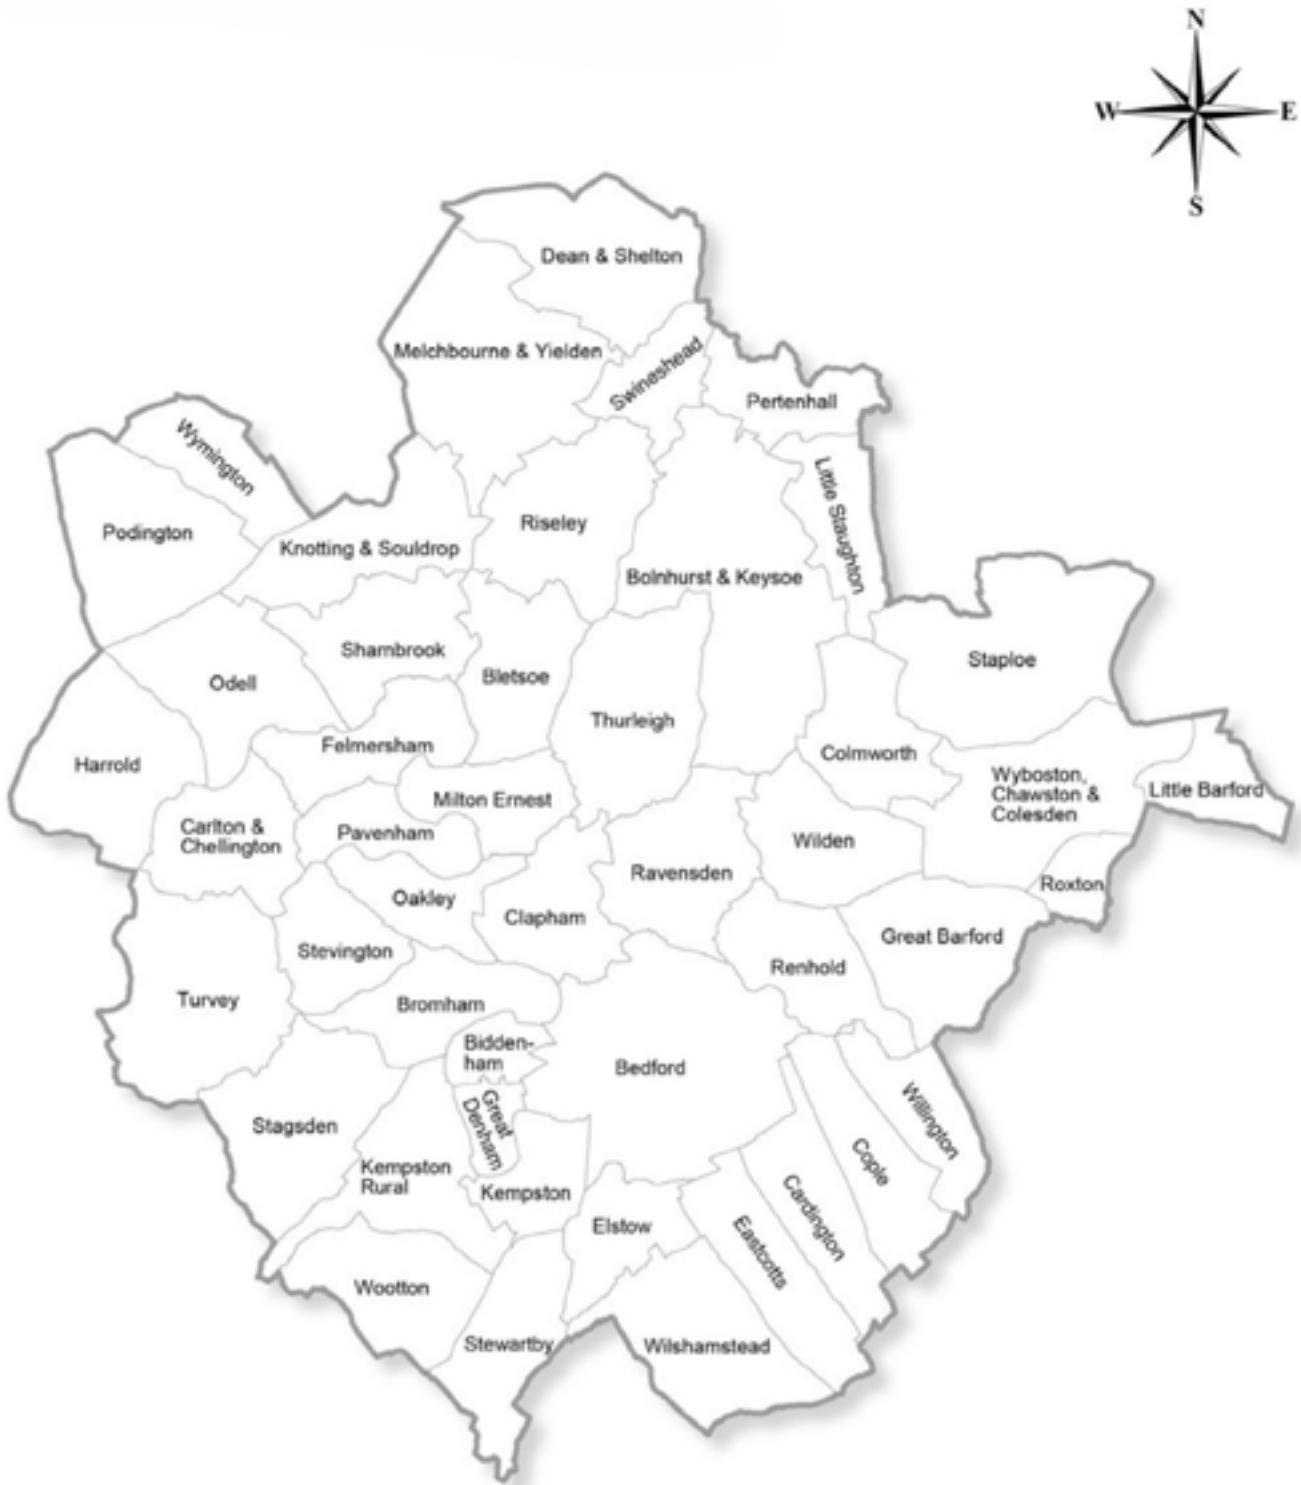 N
W
E
S
Dean & Shelton
Melchbourne & Yielden
Swineshead
Pertenhall
Wymington
Podington
Knotting & Souldrop
Riseley
Little Staughton
Bolnhurst & Keysoe
Sharnbrook
Staploe
Odell
Bletsoe
Thurleigh
Felmersham
Colmworth
Harrold
Wyboston,
Chawston &
Colesden
Little Barford
Milton Ernest
Carlton &
Chellington
Pavenham
Wilden
Ravensden
Roxton
Oakley
Clapham
Great Barford
Stevington
Renhold
Turvey
Bromham
Bidden-
ham
Bedford
Willington
Great
Denham
Stagsden
Cople
Kempston
Rural
Kempston
Cardington
Elstow
Eastcotts
Wootton
Stewartby
Wilshamstead